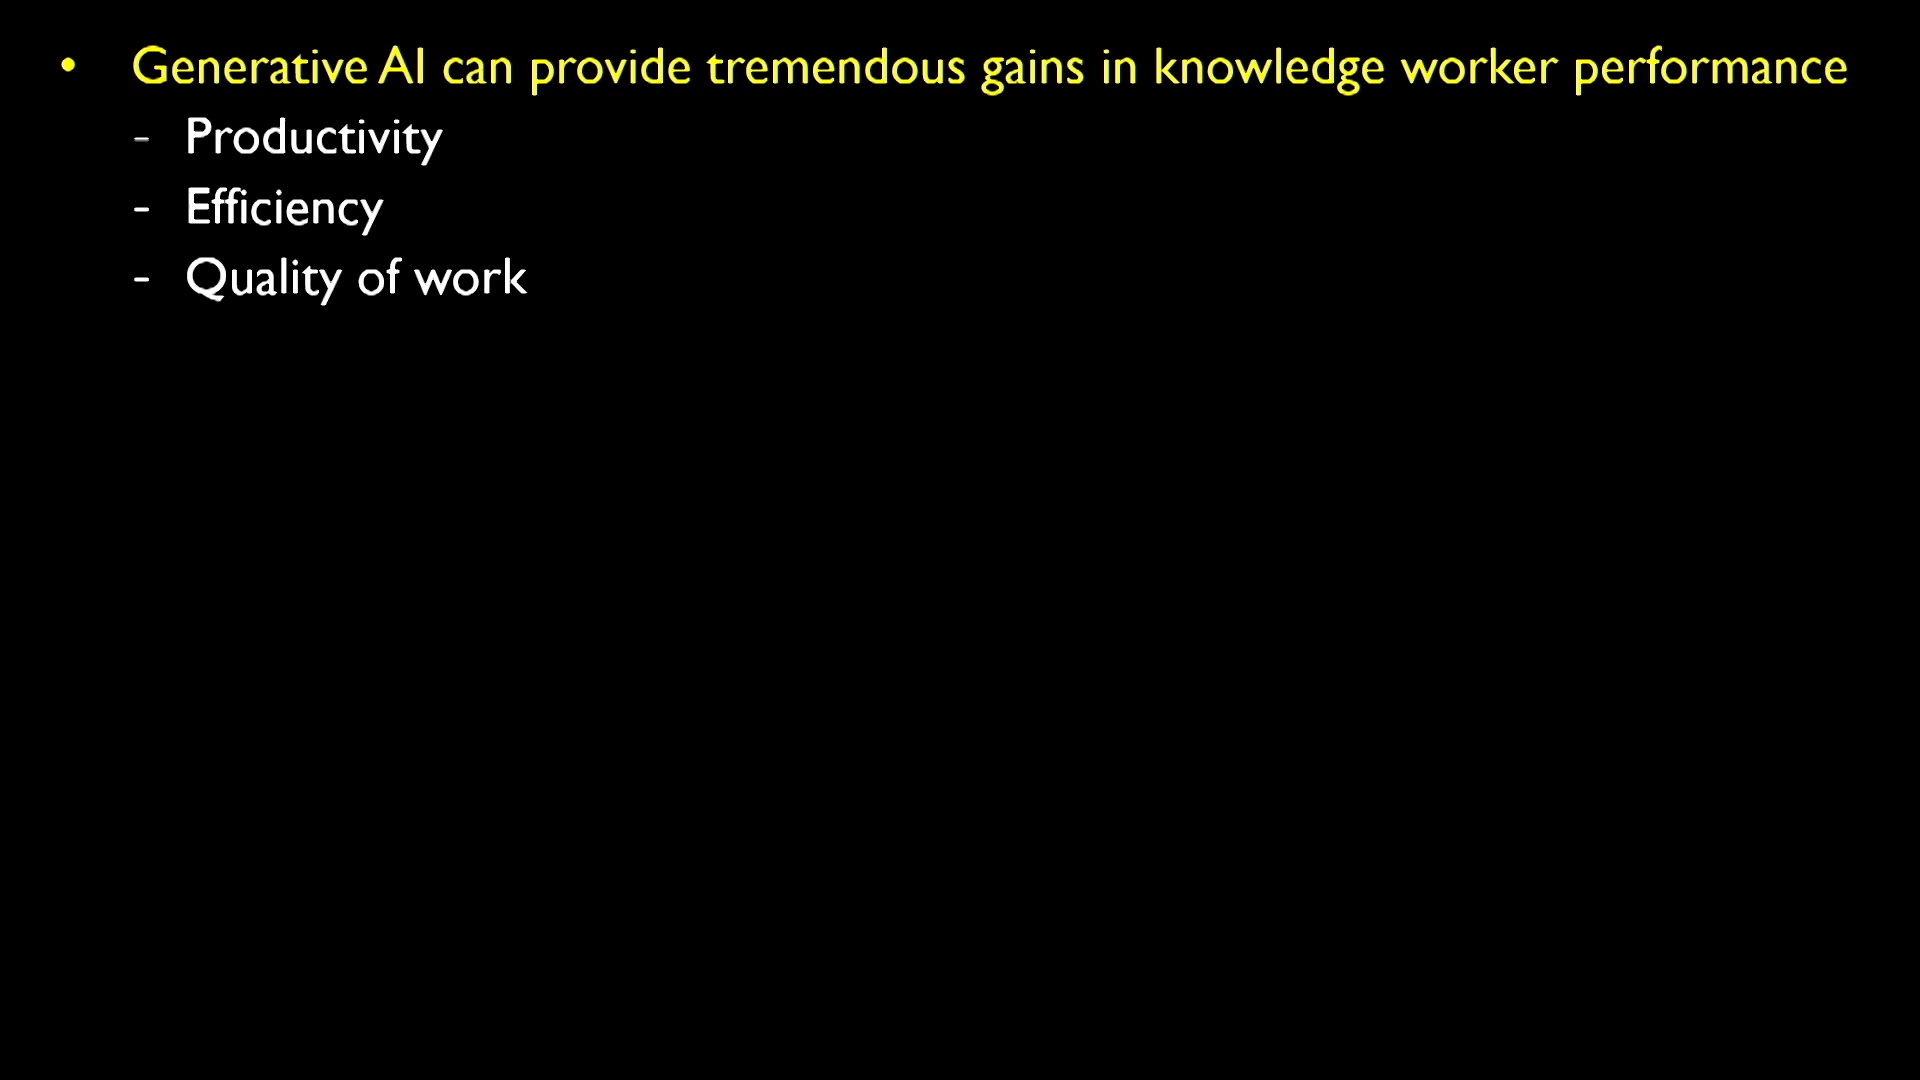 • Generative AI can provide tremendous gains in knowledge worker performance
- Productivity
- Efficiency
- Quality of work